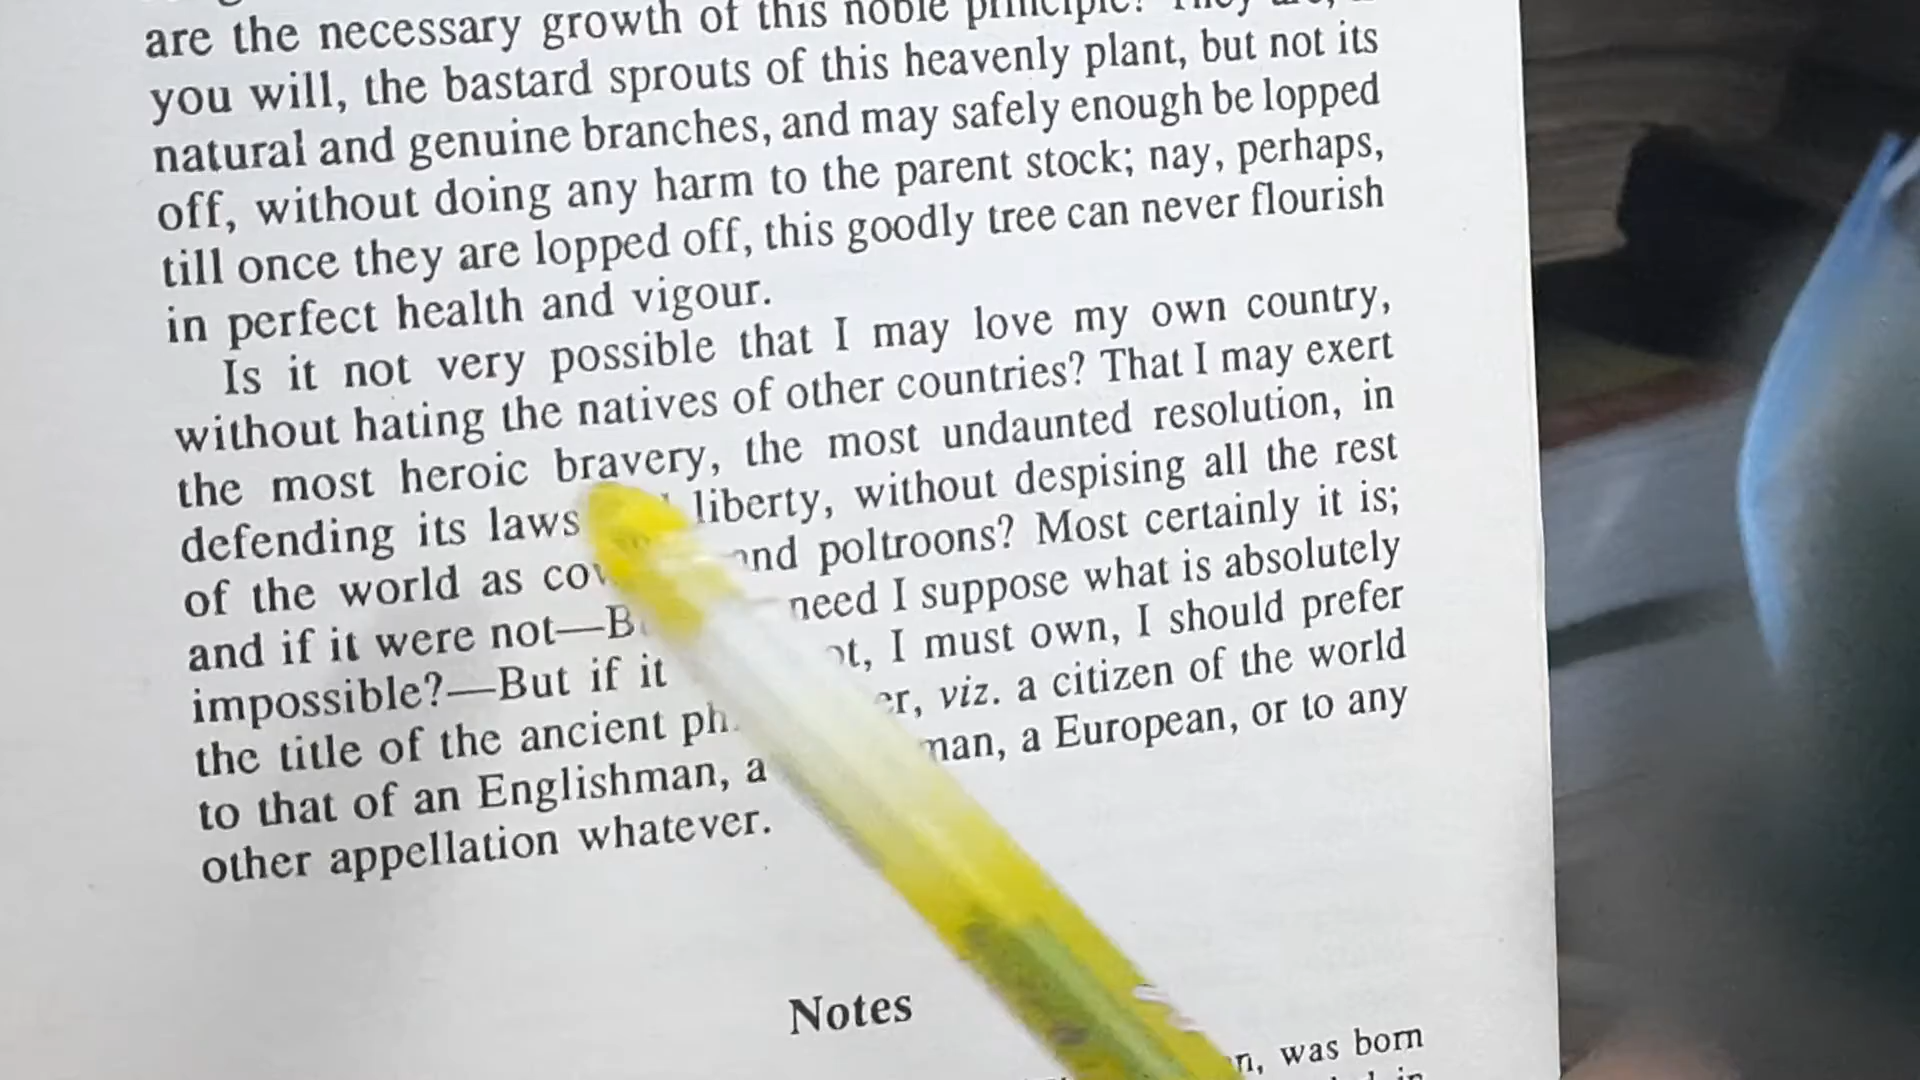 are the necessary growth of this noble principle? They are,
you will, the bastard sprouts of this heavenly plant, but not its
natural and genuine branches, and may safely enough be lopped
off, without doing any harm to the parent stock; nay, perhaps,
till once they are lopped off, this goodly tree can never flourish
in perfect health and vigour.
Is it not very possible that I may love my own country,
without hating the natives of other countries? That I may exert
the most heroic bravery, the most undaunted resolution, in
defending its laws liberty, without despising all the rest
of the world as and poltroons? Most certainly it is;
and if it were not— need I suppose what is absolutely
impossible?—But if it I must own, I should prefer
the title of the ancient viz. a citizen of the world
to that of an Englishman, a a European, or to any
other appellation whatever.
Notes
was born
in